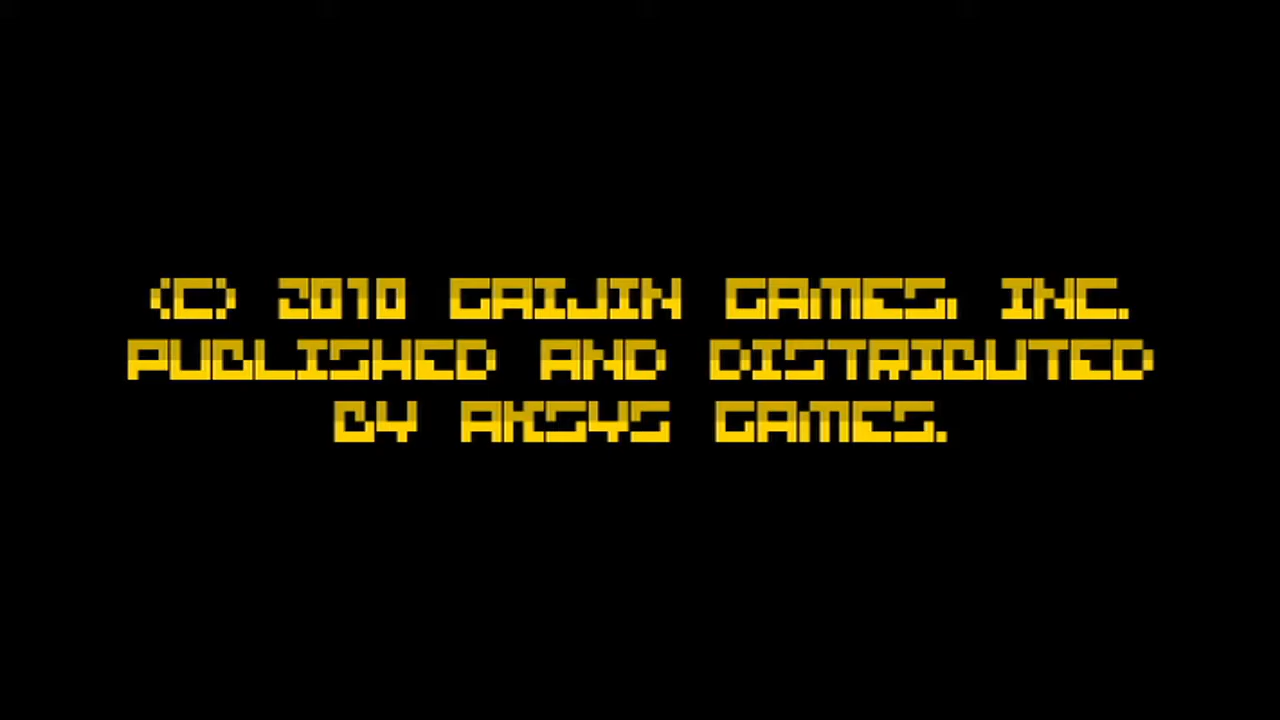 (C) 2010 GAIJIN GAMES, INC.
PUBLISHED AND DISTRIBUTED
BY AKSYS GAMES.